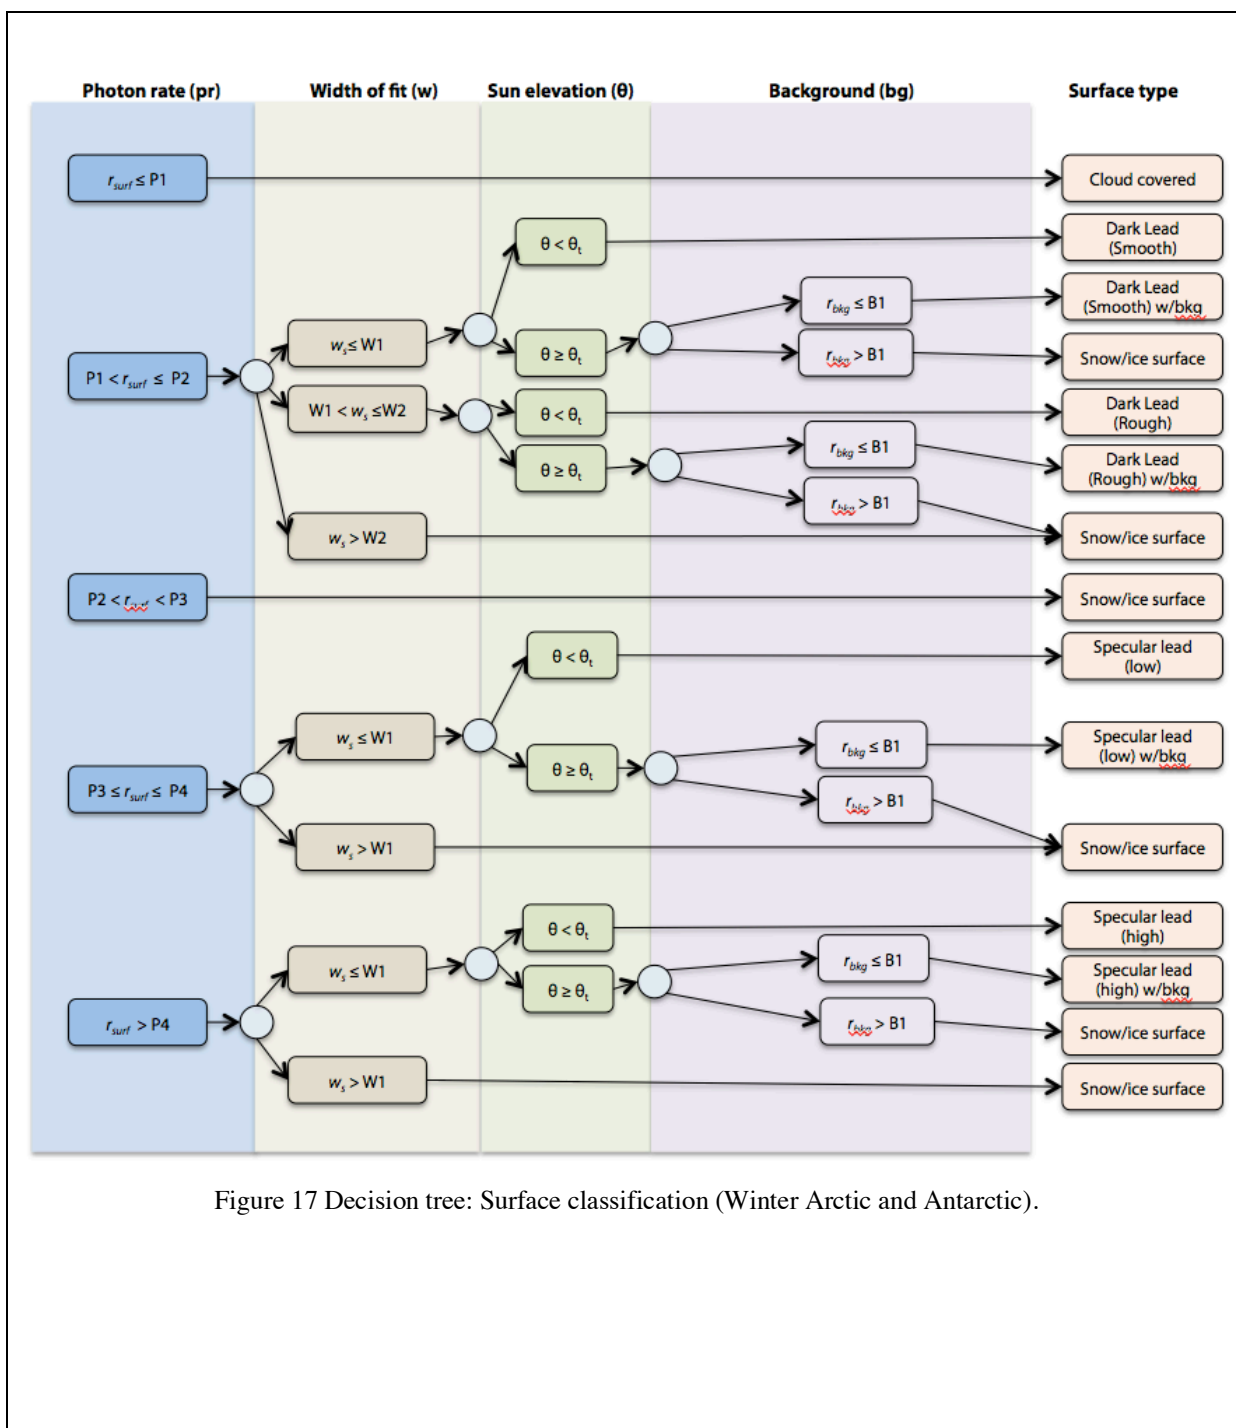 Photon rate (pr)
Width of fit (w)
Sun elevation (θ)
Background (bg)
Surface type
r_surf ≤ P1
Cloud covered
θ < θ_t
Dark Lead
(Smooth)
r_bkg ≤ B1
Dark Lead
(Smooth) w/bkg
w_s ≤ W1
θ ≥ θ_t
r_bkg > B1
Snow/ice surface
P1 < r_surf ≤ P2
W1 < w_s ≤W2
θ < θ_t
Dark Lead
(Rough)
θ ≥ θ_t
r_bkg ≤ B1
Dark Lead
(Rough) w/bkg
r_bkg > B1
w_s > W2
Snow/ice surface
P2 < r_surf < P3
Snow/ice surface
θ < θ_t
Specular lead
(low)
w_s ≤ W1
θ ≥ θ_t
r_bkg ≤ B1
Specular lead
(low) w/bkg
P3 ≤ r_surf ≤ P4
r_bkg > B1
w_s > W1
Snow/ice surface
θ < θ_t
Specular lead
(high)
w_s ≤ W1
θ ≥ θ_t
r_bkg ≤ B1
Specular lead
(high) w/bkg
r_surf > P4
r_bkg > B1
Snow/ice surface
w_s > W1
Snow/ice surface
Figure 17 Decision tree: Surface classification (Winter Arctic and Antarctic).